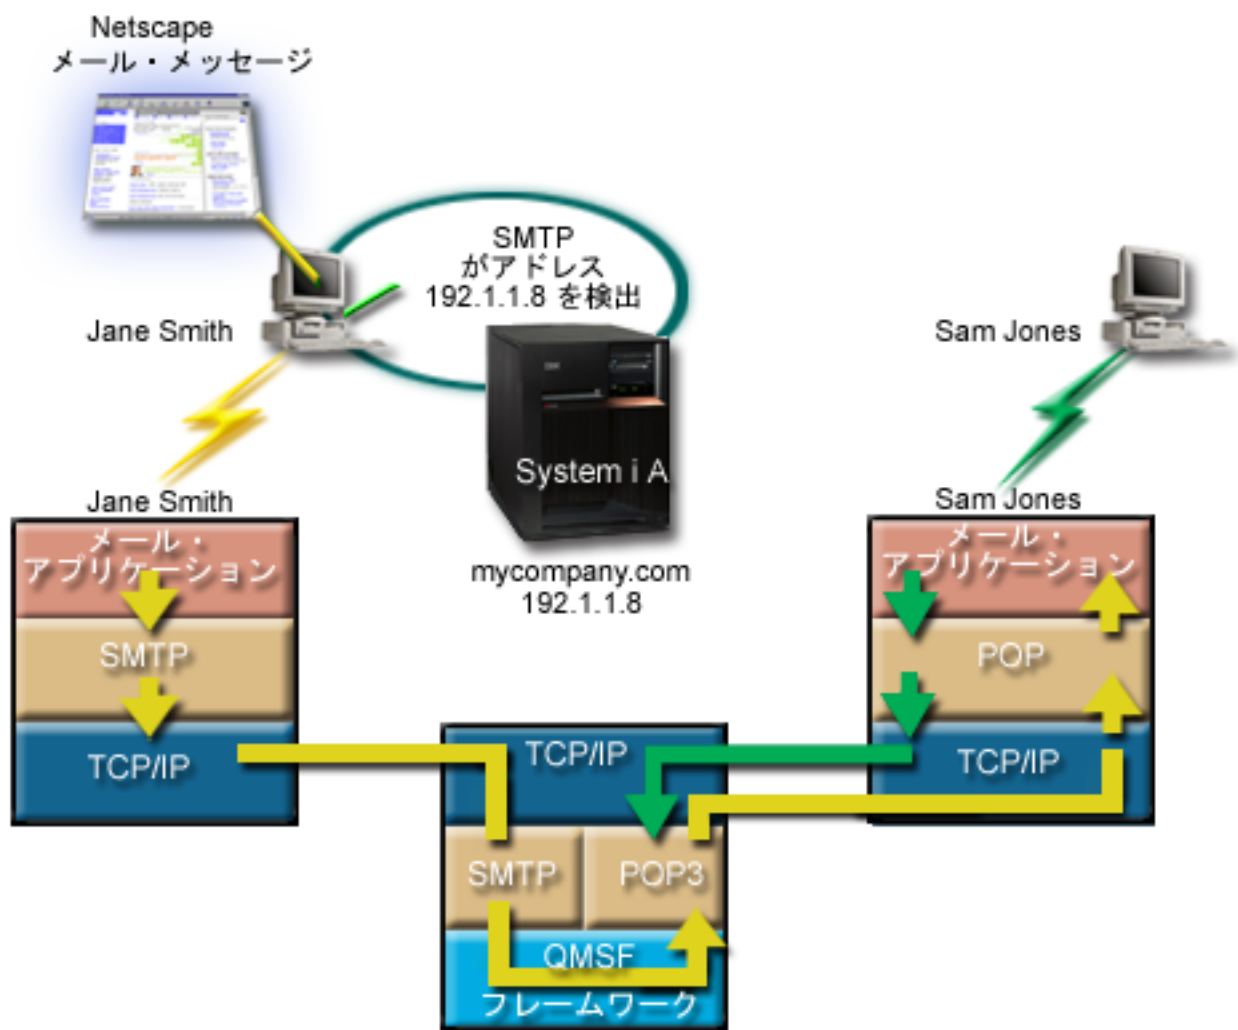 Netscape
メール・メッセージ
SMTP
がアドレス
192.1.1.8 を検出
Jane Smith
Sam Jones
System i A
mycompany.com
192.1.1.8
Jane Smith
メール・
アプリケーション
SMTP
TCP/IP
TCP/IP
SMTP
POP3
QMSF
フレームワーク
Sam Jones
メール・
アプリケーション
POP
TCP/IP